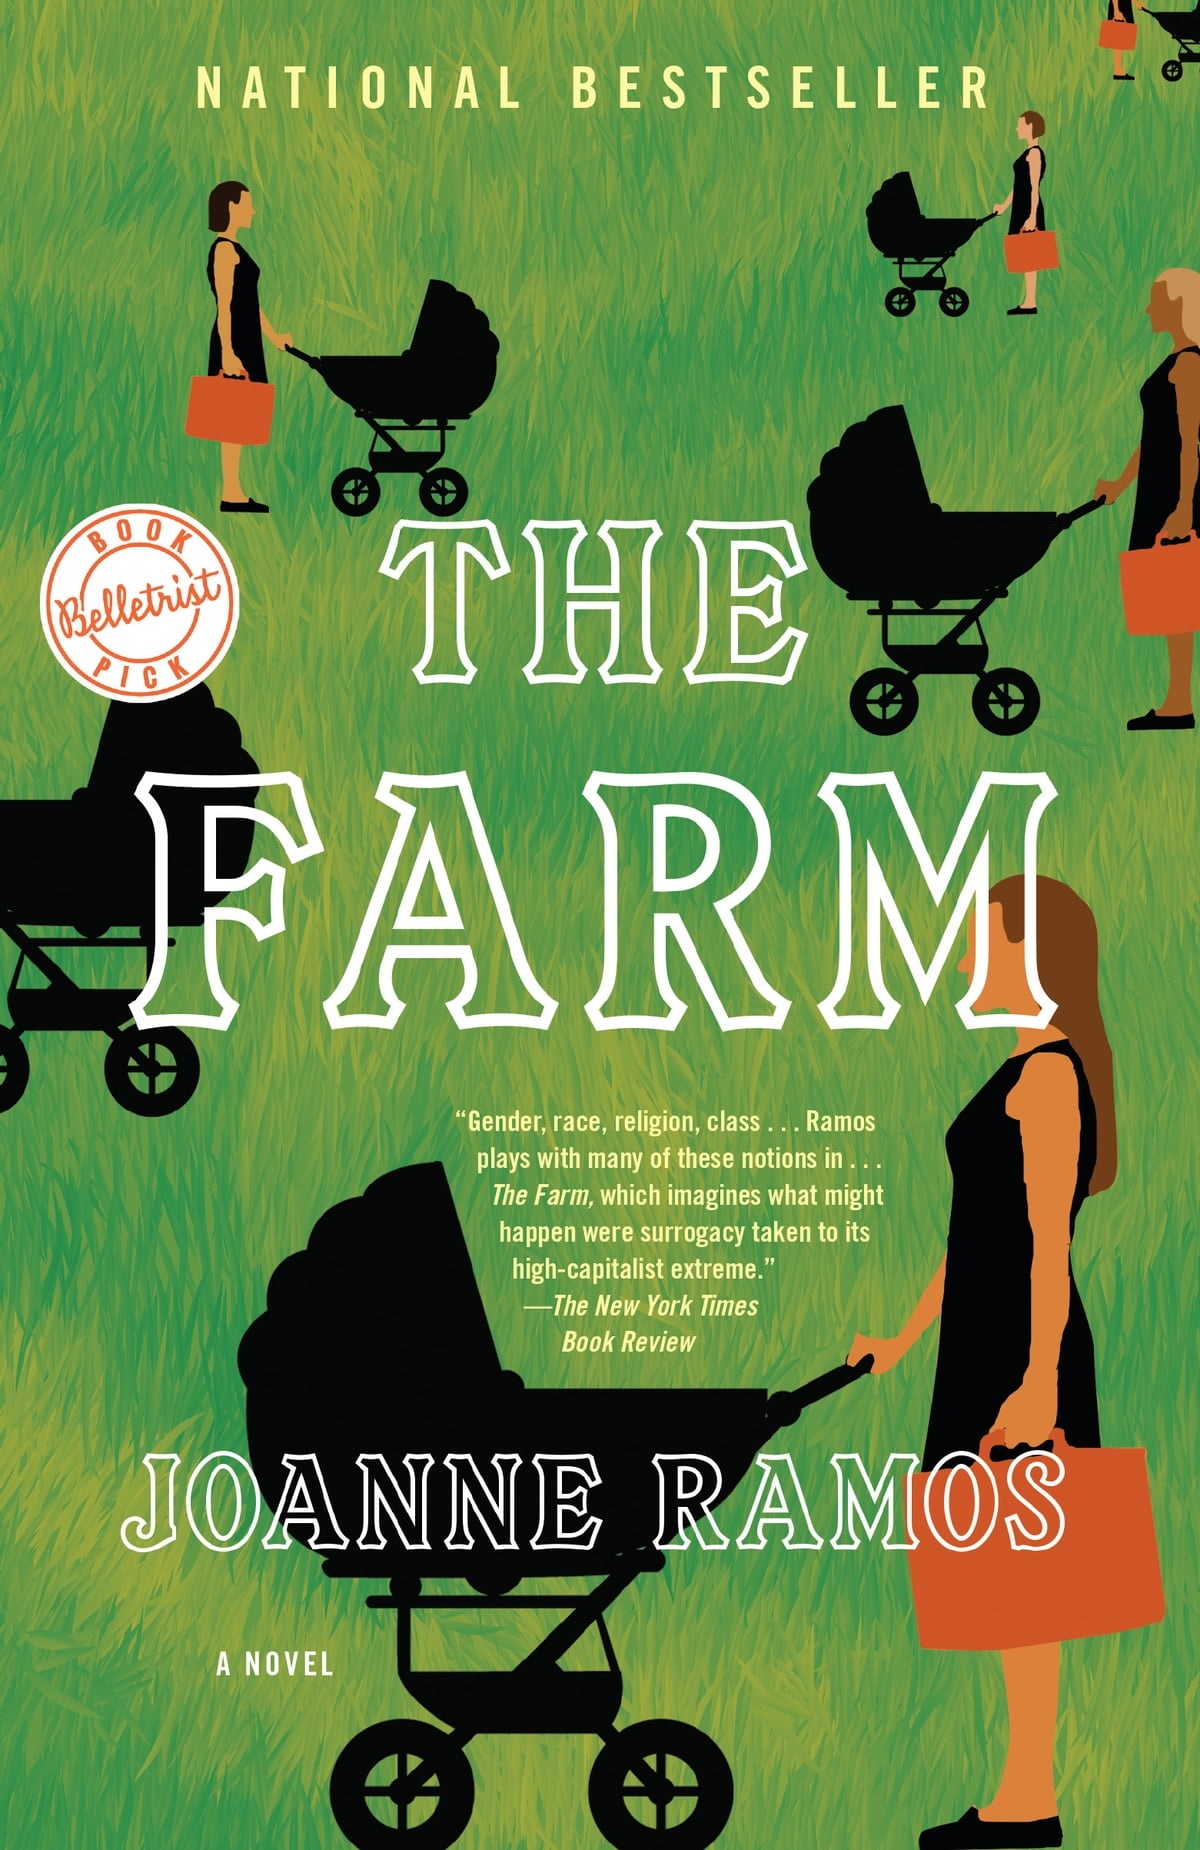 NATIONAL BESTSELLER
BOOK
Belletrist
PICK
THE
FARM
“Gender, race, religion, class . . . Ramos
plays with many of these notions in . . .
The Farm, which imagines what might
happen were surrogacy taken to its
high-capitalist extreme.”
—The New York Times
Book Review
JOANNE RAMOS
A NOVEL